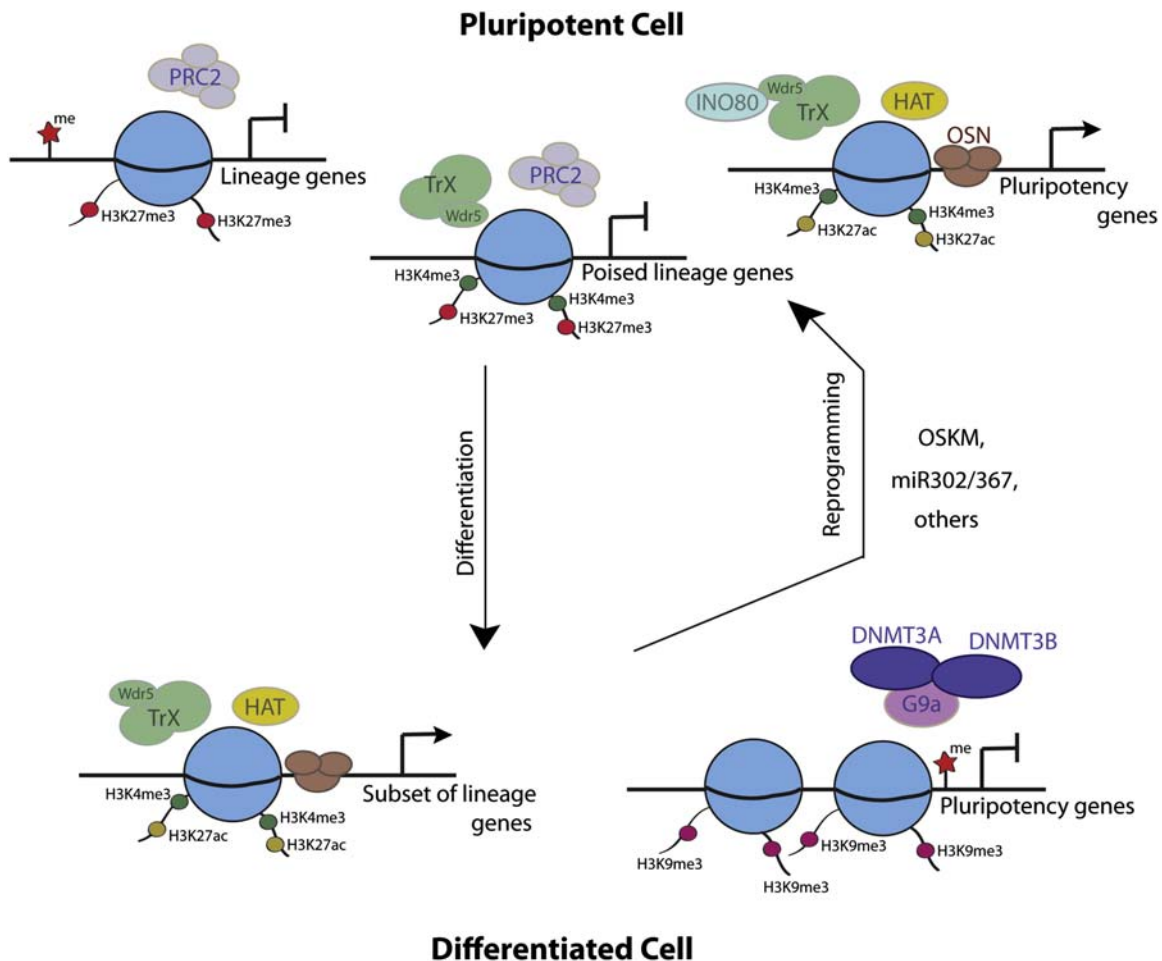 Pluripotent Cell
PRC2
me
Lineage genes
H3K27me3
H3K27me3
TrX
Wdr5
PRC2
H3K4me3
Poised lineage genes
H3K4me3
H3K27me3
H3K27me3
INO80
Wdr5
TrX
HAT
OSN
H3K4me3
Pluripotency
genes
H3K4me3
H3K27ac
H3K27ac
Differentiation
Reprogramming
OSKM,
miR302/367,
others
Wdr5
TrX
HAT
H3K4me3
Subset of lineage
genes
H3K4me3
H3K27ac
H3K27ac
DNMT3A
DNMT3B
G9a
me
Pluripotency genes
H3K9me3
H3K9me3
H3K9me3
H3K9me3
Differentiated Cell